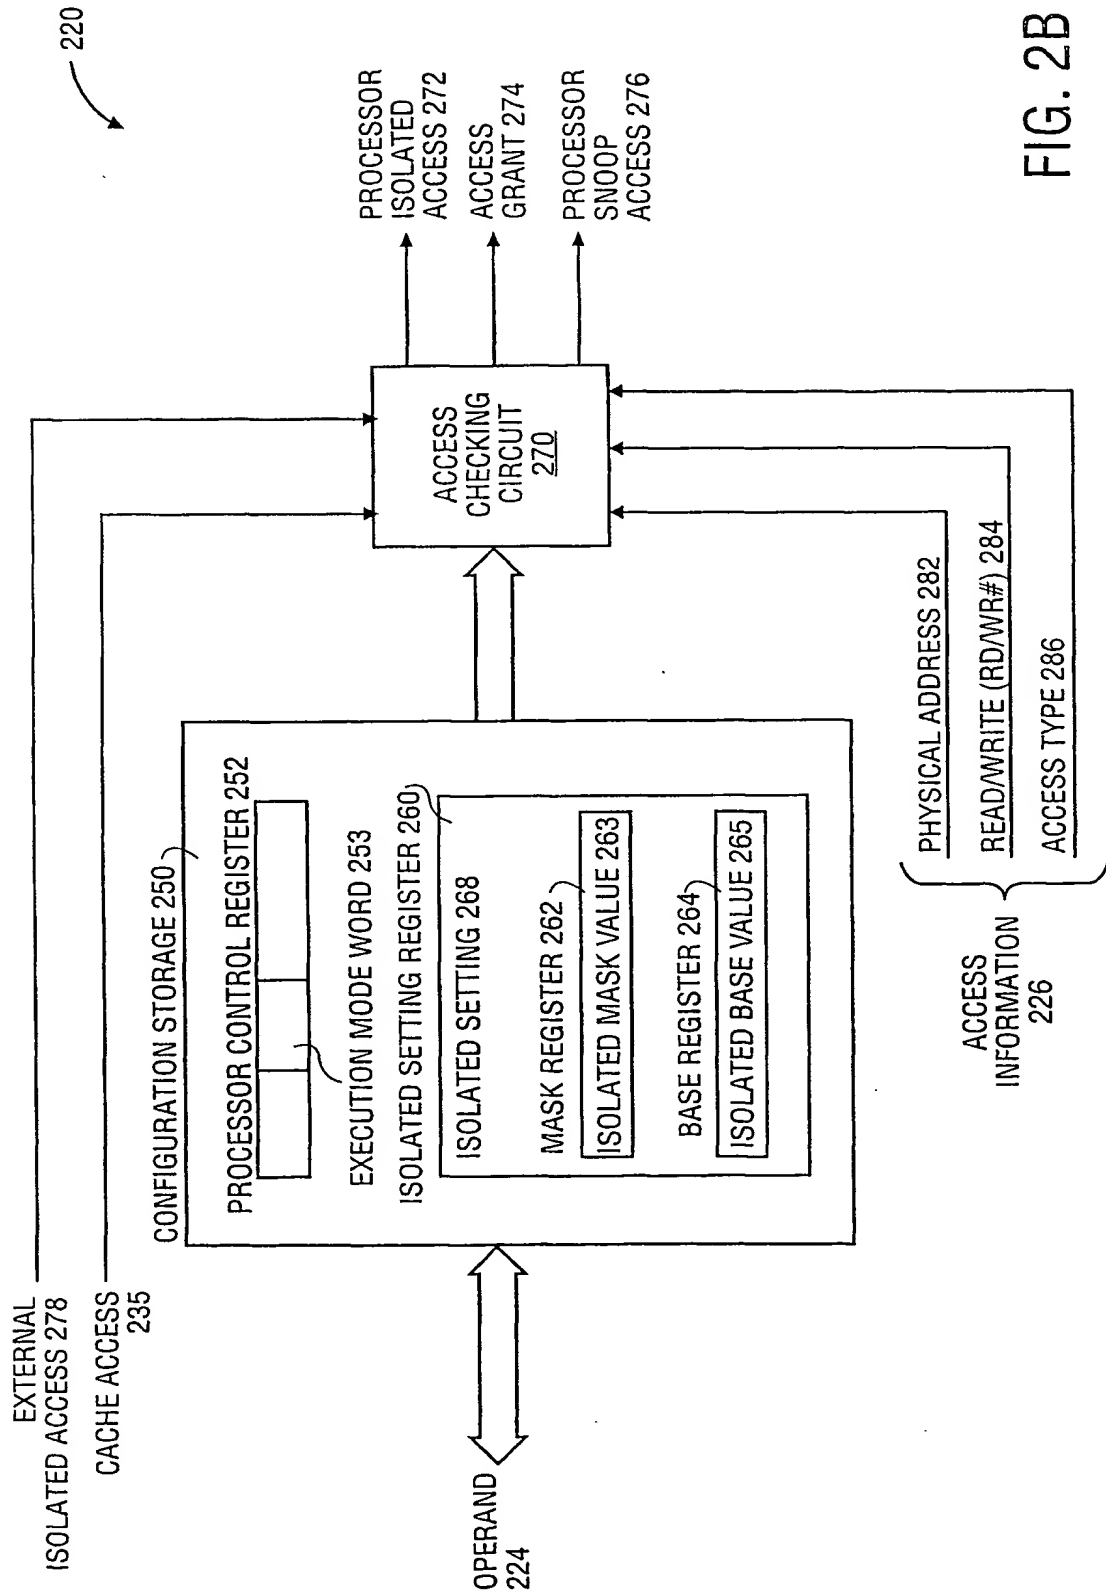 220
EXTERNAL
ISOLATED ACCESS 278
CACHE ACCESS
235
OPERAND
224
CONFIGURATION STORAGE 250
PROCESSOR CONTROL REGISTER 252
EXECUTION MODE WORD 253
ISOLATED SETTING REGISTER 260
ISOLATED SETTING 268
MASK REGISTER 262
ISOLATED MASK VALUE 263
BASE REGISTER 264
ISOLATED BASE VALUE 265
ACCESS
CHECKING
CIRCUIT
270
PROCESSOR
ISOLATED
ACCESS 272
ACCESS
GRANT 274
PROCESSOR
SNOOP
ACCESS 276
ACCESS
INFORMATION
226
PHYSICAL ADDRESS 282
READ/WRITE (RD/WR#) 284
ACCESS TYPE 286
FIG. 2B